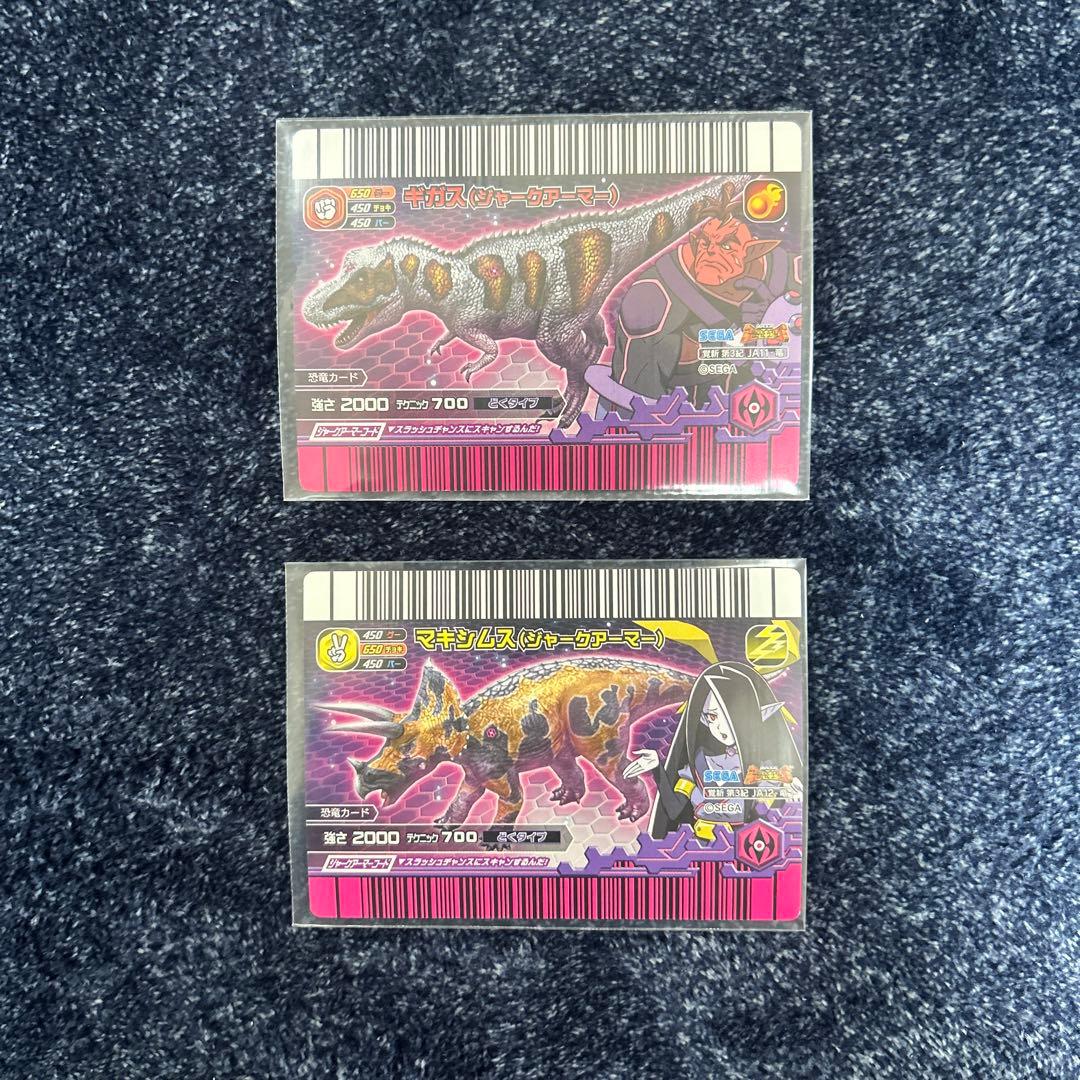 650 グー
450 チョキ
450 パー
ギガス(ジャークアーマー)
SEGA
覚新 第3紀 JA11-竜
©SEGA
恐竜カード
強さ 2000 テクニック 700 どくタイプ
ジャークアーマーコード ▼スラッシュチャンスにスキャンするんだ!
450 グー
650 チョキ
450 パー
マキシムス(ジャークアーマー)
SEGA
覚新 第3紀 JA12-竜
©SEGA
恐竜カード
強さ 2000 テクニック 700 どくタイプ
ジャークアーマーコード ▼スラッシュチャンスにスキャンするんだ!